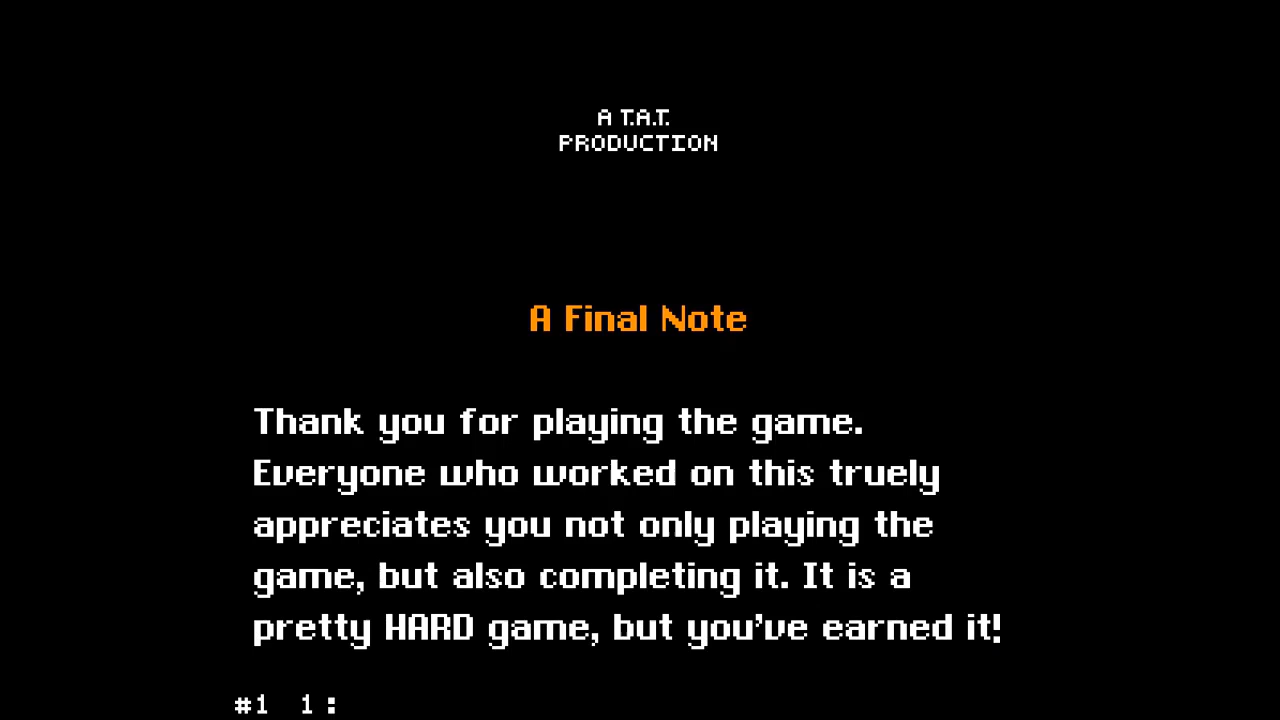 A T.A.T.
PRODUCTION
A Final Note
Thank you for playing the game.
Everyone who worked on this truely
appreciates you not only playing the
game, but also completing it. It is a
pretty HARD game, but you've earned it!
#1 1: